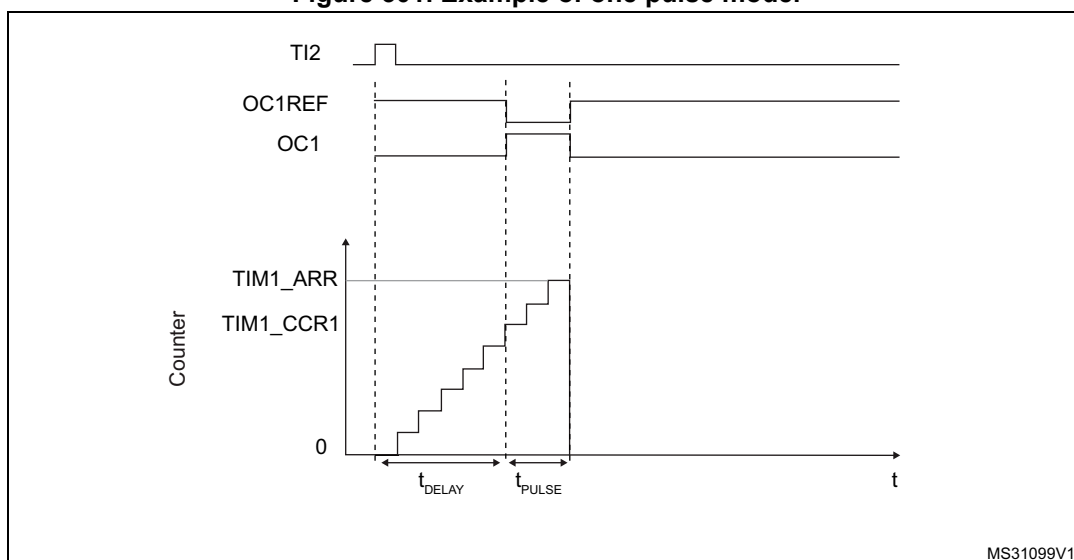 TI2
OC1REF
OC1
TIM1_ARR
TIM1_CCR1
Counter
0
tDELAY
tPULSE
t
MS31099V1